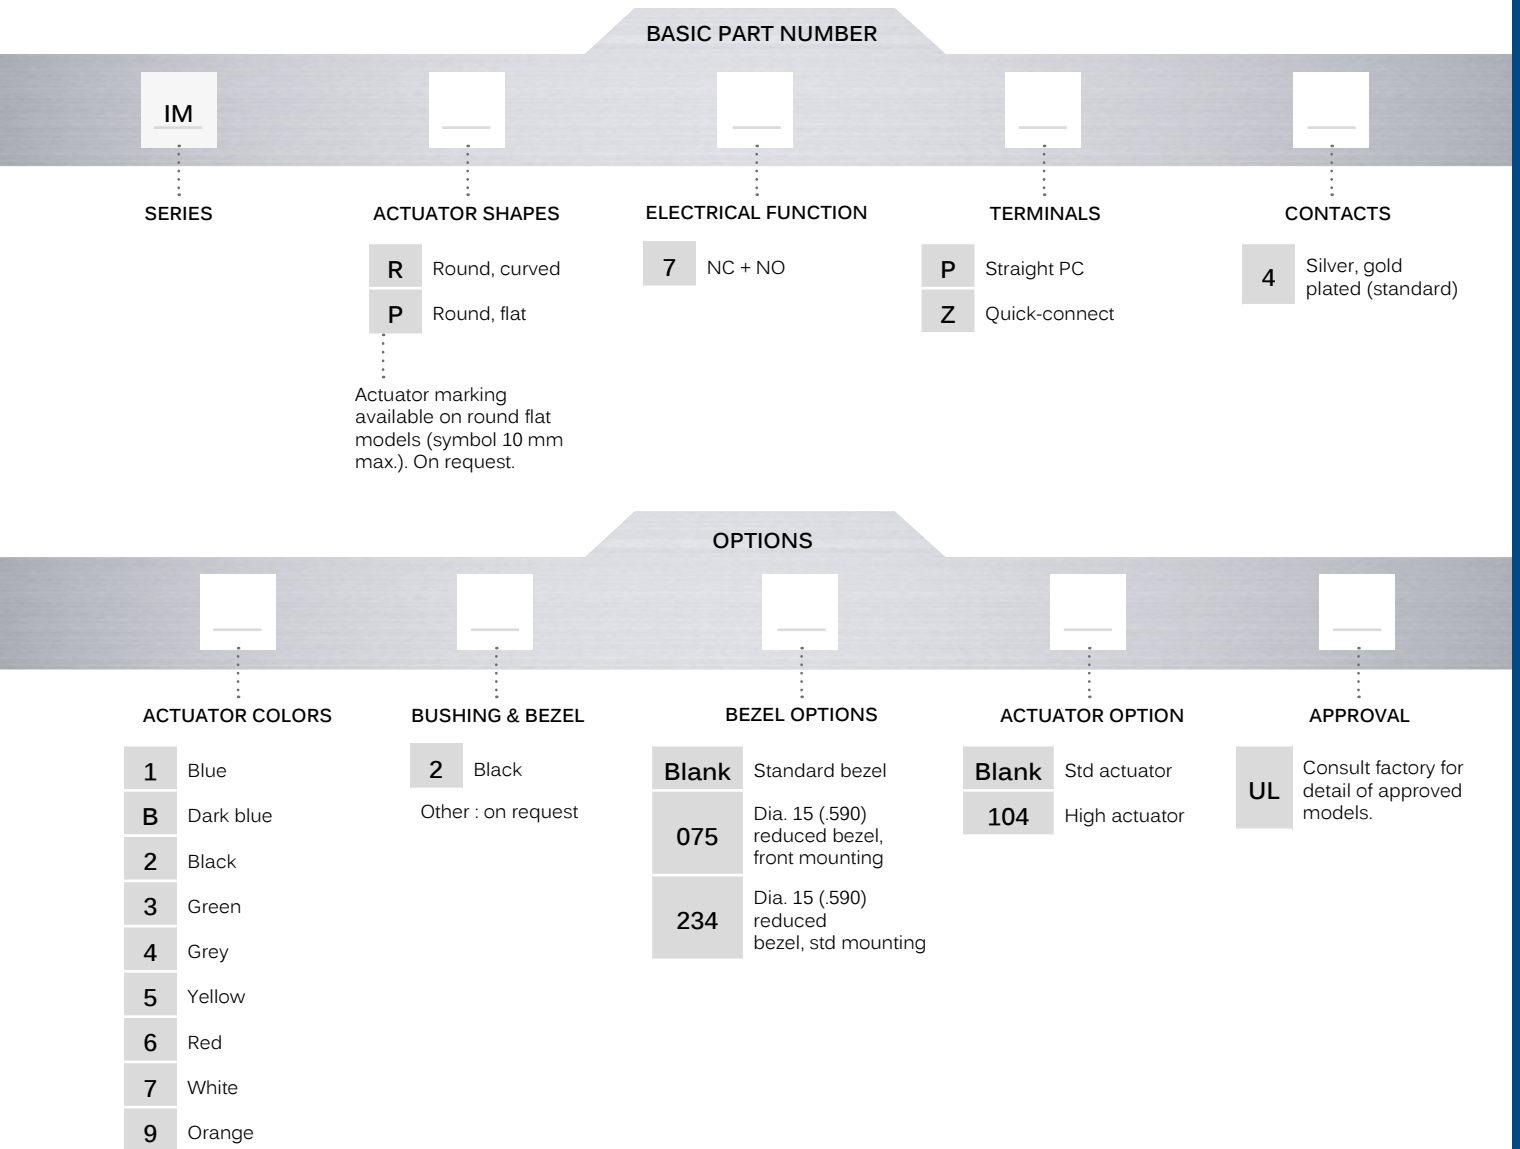 BASIC PART NUMBER
IM
SERIES
ACTUATOR SHAPES
R Round, curved
P Round, flat
Actuator marking
available on round flat
models (symbol 10 mm
max.). On request.
ELECTRICAL FUNCTION
7 NC + NO
TERMINALS
P Straight PC
Z Quick-connect
CONTACTS
4 Silver, gold
plated (standard)
OPTIONS
ACTUATOR COLORS
1 Blue
B Dark blue
2 Black
3 Green
4 Grey
5 Yellow
6 Red
7 White
9 Orange
BUSHING & BEZEL
2 Black
Other : on request
BEZEL OPTIONS
Blank Standard bezel
075 Dia. 15 (.590)
reduced bezel,
front mounting
234 Dia. 15 (.590)
reduced
bezel, std mounting
ACTUATOR OPTION
Blank Std actuator
104 High actuator
APPROVAL
UL Consult factory for
detail of approved
models.